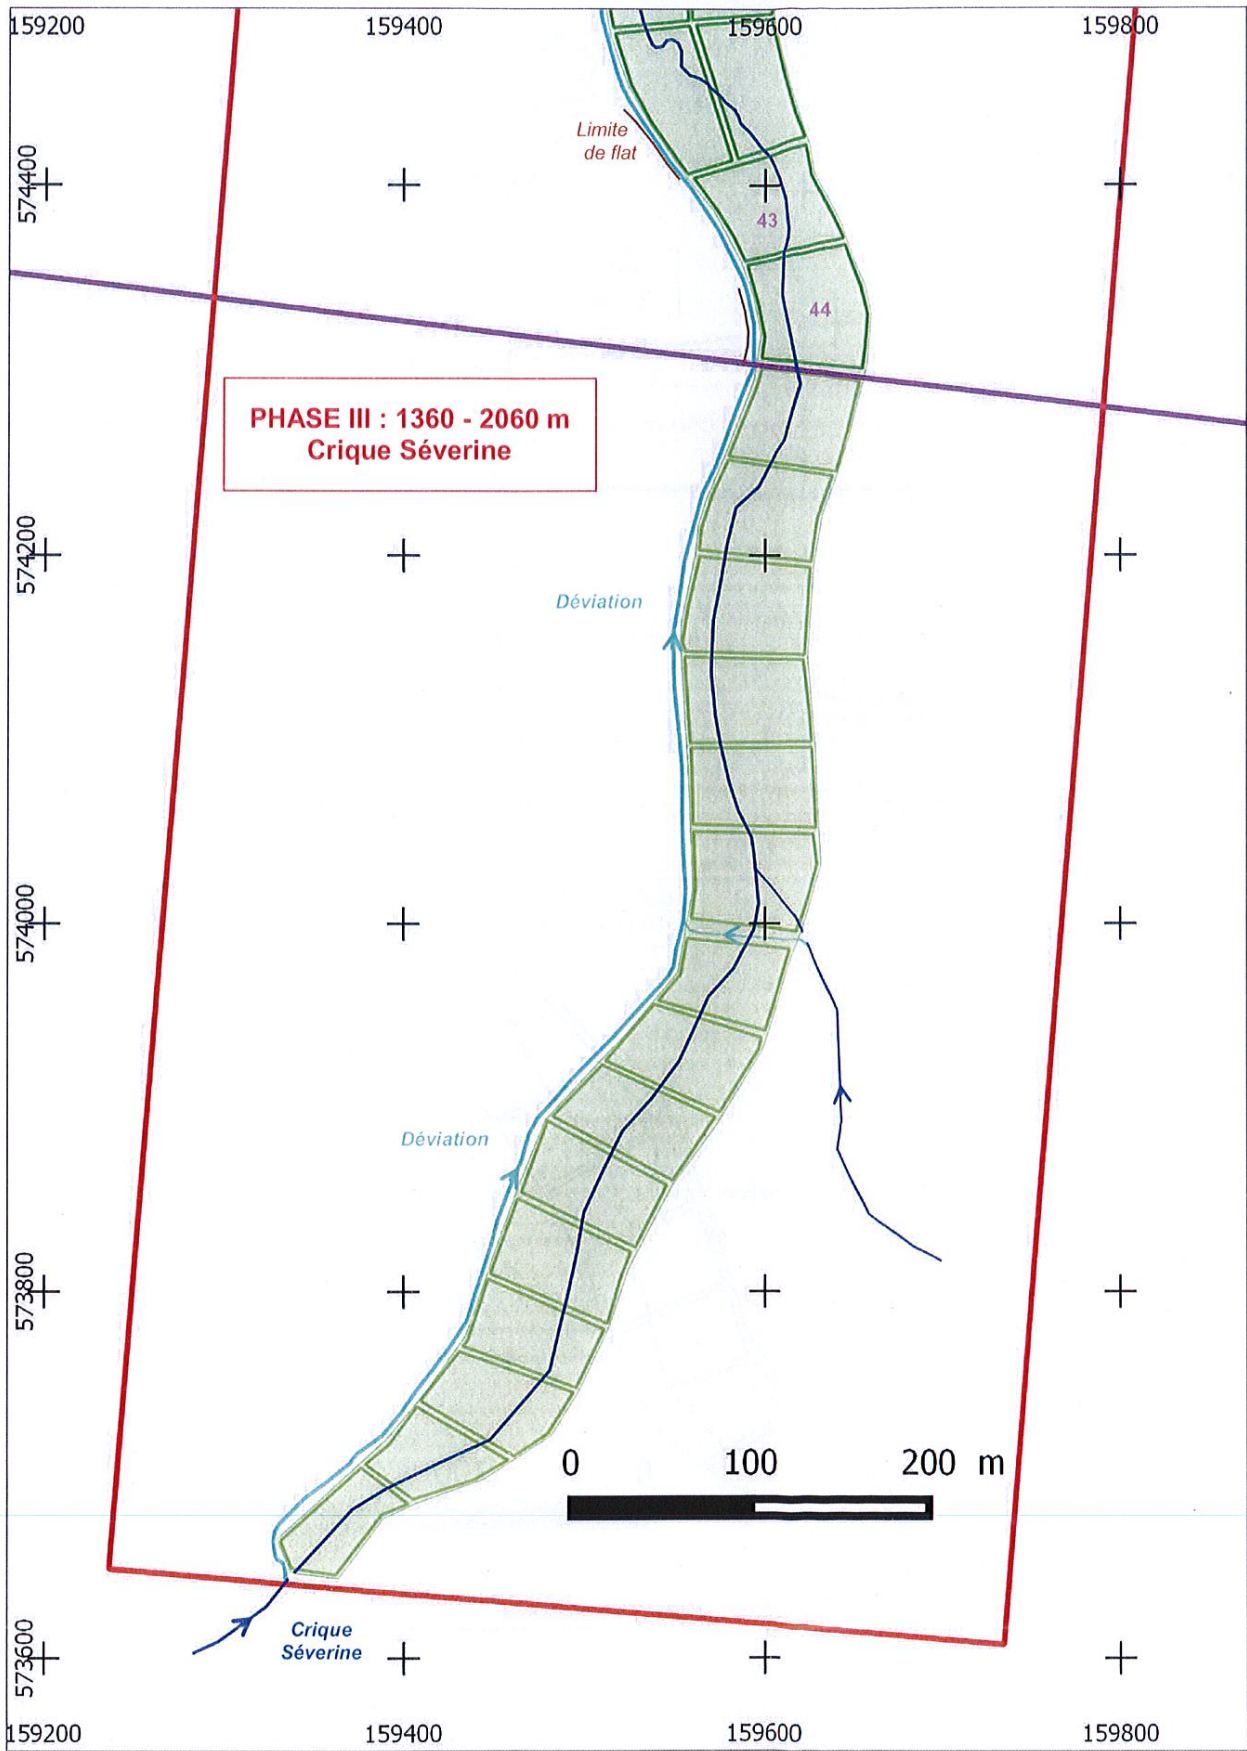 159200 159400 159600 159800
Limite
de flat
574400
43
44
PHASE III : 1360 - 2060 m
Crique Séverine
574200
Déviation
574000
Déviation
573800
0 100 200 m
Crique
Séverine
573600
159200 159400 159600 159800